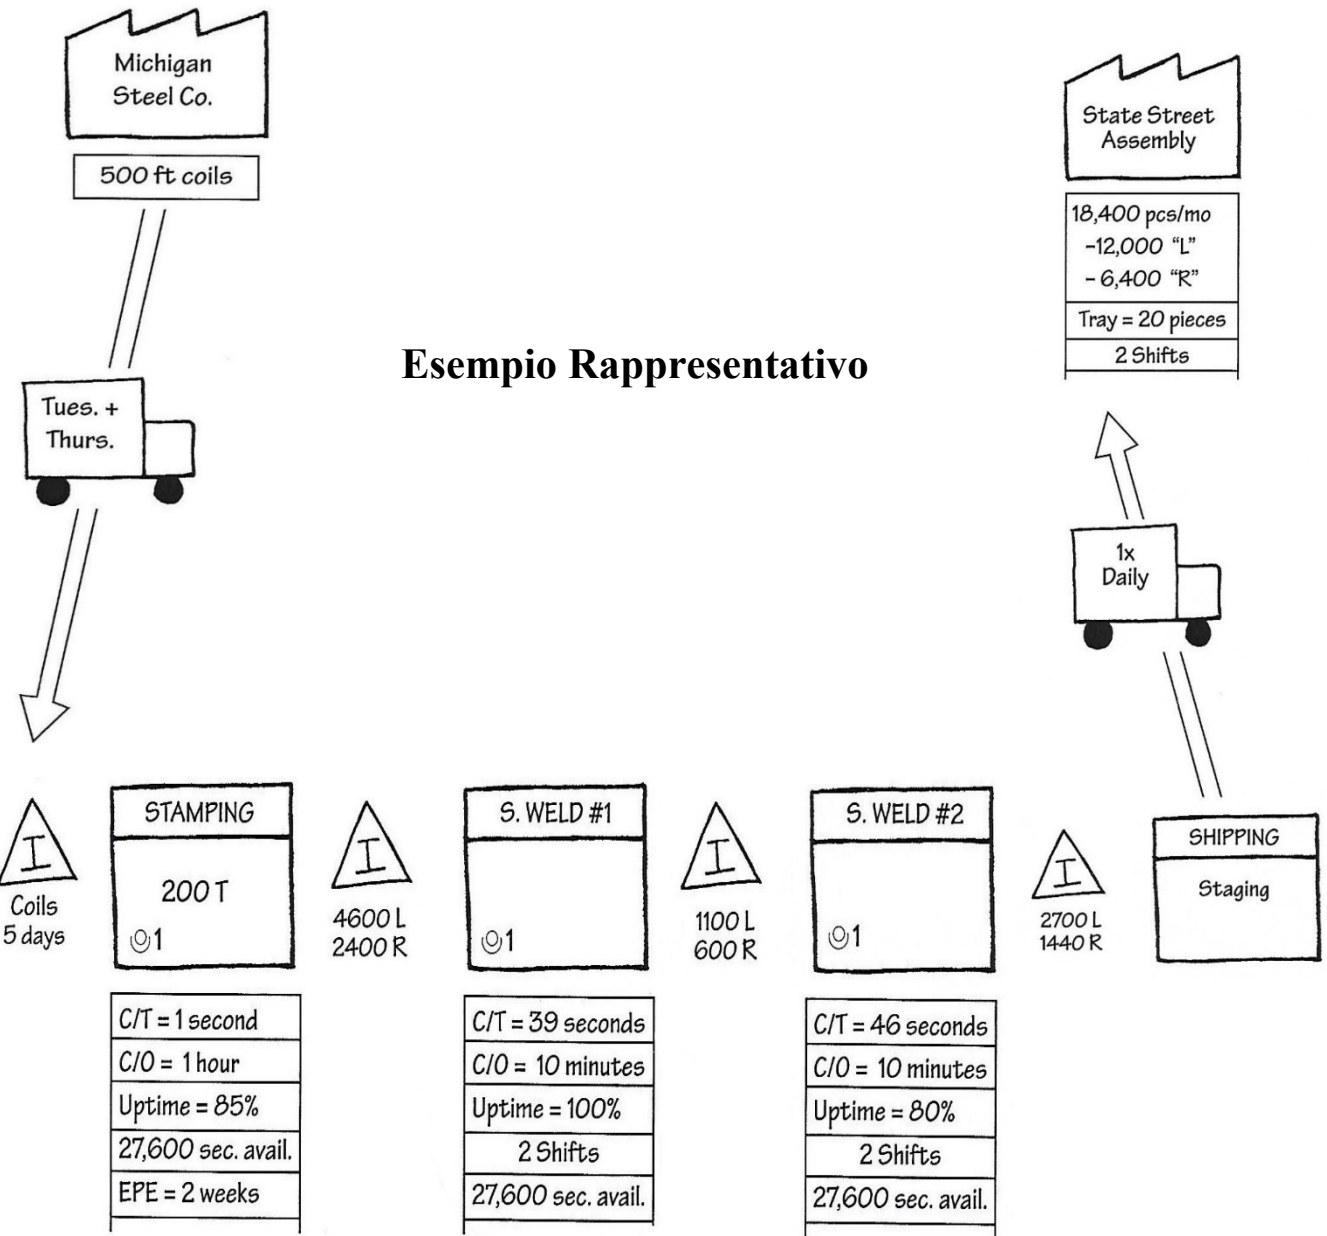 Michigan
Steel Co.
500 ft coils
Tues. +
Thurs.
Esempio Rappresentativo
State Street
Assembly
18,400 pcs/mo
-12,000 "L"
- 6,400 "R"
Tray = 20 pieces
2 Shifts
1x
Daily
I
Coils
5 days
STAMPING
200 T
1
C/T = 1 second
C/O = 1 hour
Uptime = 85%
27,600 sec. avail.
EPE = 2 weeks
I
4600 L
2400 R
S. WELD #1
1
C/T = 39 seconds
C/O = 10 minutes
Uptime = 100%
2 Shifts
27,600 sec. avail.
I
1100 L
600 R
S. WELD #2
1
C/T = 46 seconds
C/O = 10 minutes
Uptime = 80%
2 Shifts
27,600 sec. avail.
I
2700 L
1440 R
SHIPPING
Staging